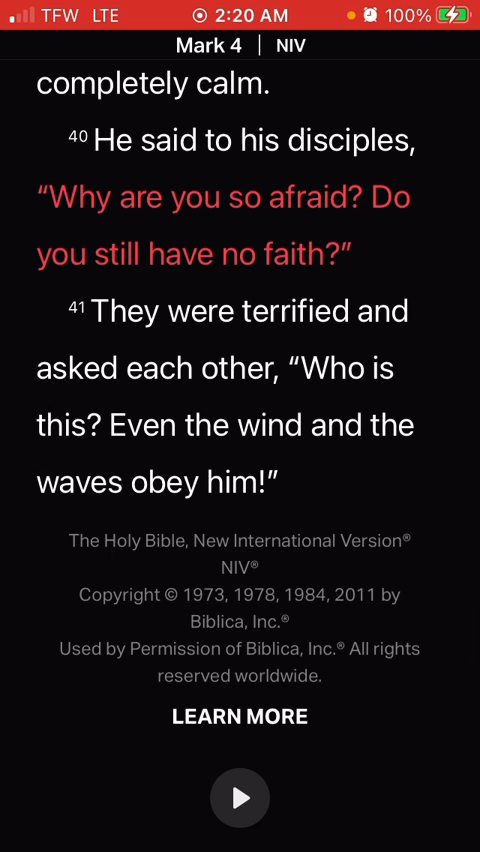 TFW LTE 2:20 AM 100%
Mark 4 | NIV
completely calm.
40 He said to his disciples,
“Why are you so afraid? Do
you still have no faith?”
41 They were terrified and
asked each other, “Who is
this? Even the wind and the
waves obey him!”
The Holy Bible, New International Version®
NIV®
Copyright © 1973, 1978, 1984, 2011 by
Biblica, Inc.®
Used by Permission of Biblica, Inc.® All rights
reserved worldwide.
LEARN MORE